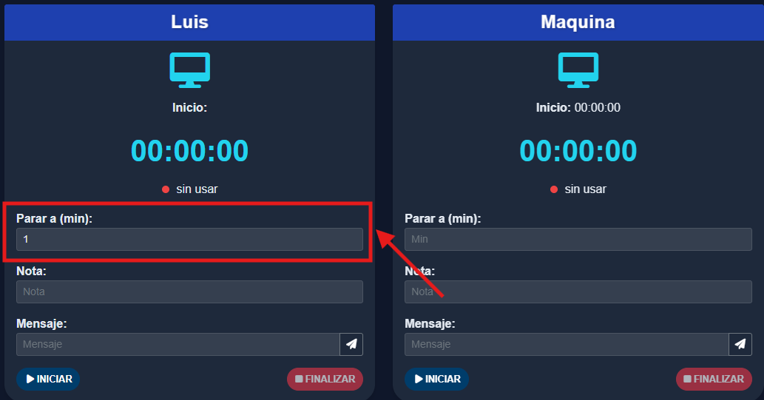 Luis
Inicio:
00:00:00
sin usar
Parar a (min):
1
Nota:
Nota
Mensaje:
Mensaje
INICIAR
FINALIZAR
Maquina
Inicio: 00:00:00
00:00:00
sin usar
Parar a (min):
Min
Nota:
Nota
Mensaje:
Mensaje
INICIAR
FINALIZAR